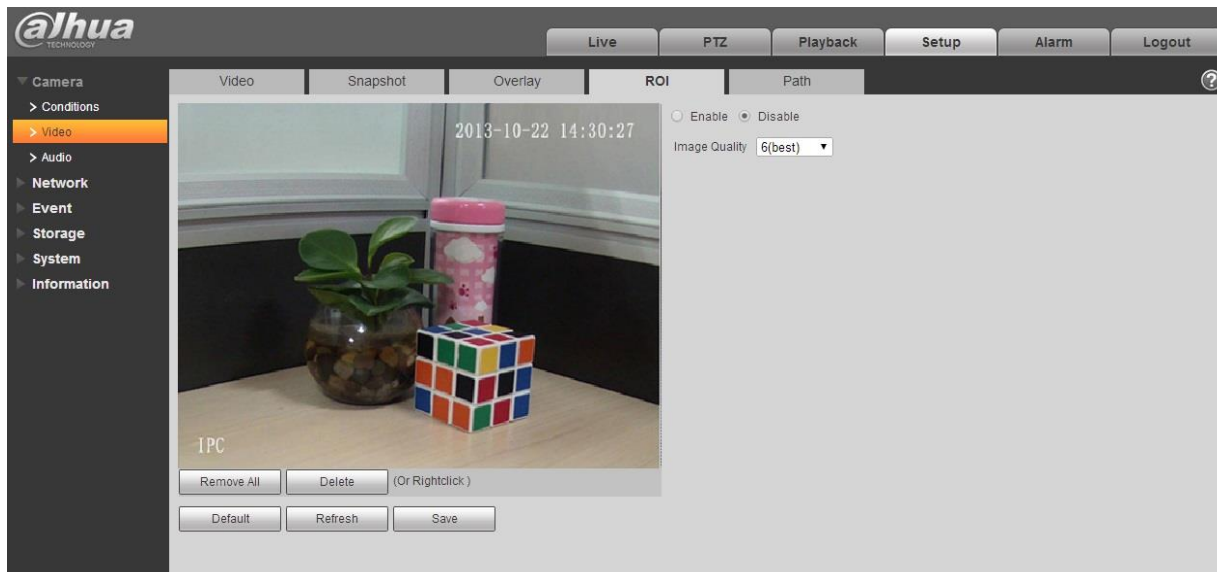 alhua
TECHNOLOGY
Live PTZ Playback Setup Alarm Logout
Camera
Conditions
Video
Audio
Network
Event
Storage
System
Information
Video Snapshot Overlay ROI Path
?
2013-10-22 14:30:27
IPC
Enable Disable
Image Quality 6(best)
Remove All Delete (Or Rightclick )
Default Refresh Save